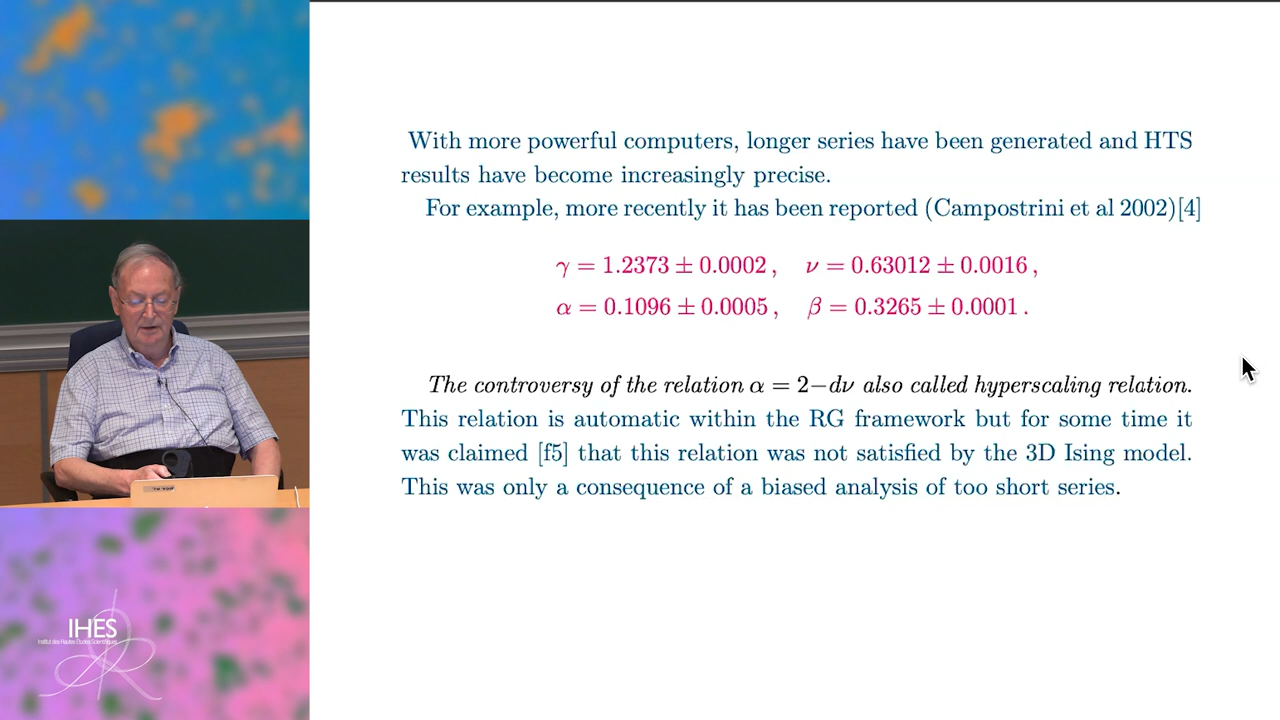 With more powerful computers, longer series have been generated and HTS
results have become increasingly precise.
For example, more recently it has been reported (Campostrini et al 2002)[4]
γ = 1.2373 ± 0.0002 , ν = 0.63012 ± 0.0016 ,
α = 0.1096 ± 0.0005 , β = 0.3265 ± 0.0001 .
The controversy of the relation α = 2−dν also called hyperscaling relation.
This relation is automatic within the RG framework but for some time it
was claimed [f5] that this relation was not satisfied by the 3D Ising model.
This was only a consequence of a biased analysis of too short series.
IHES
Institut des Hautes Études Scientifiques